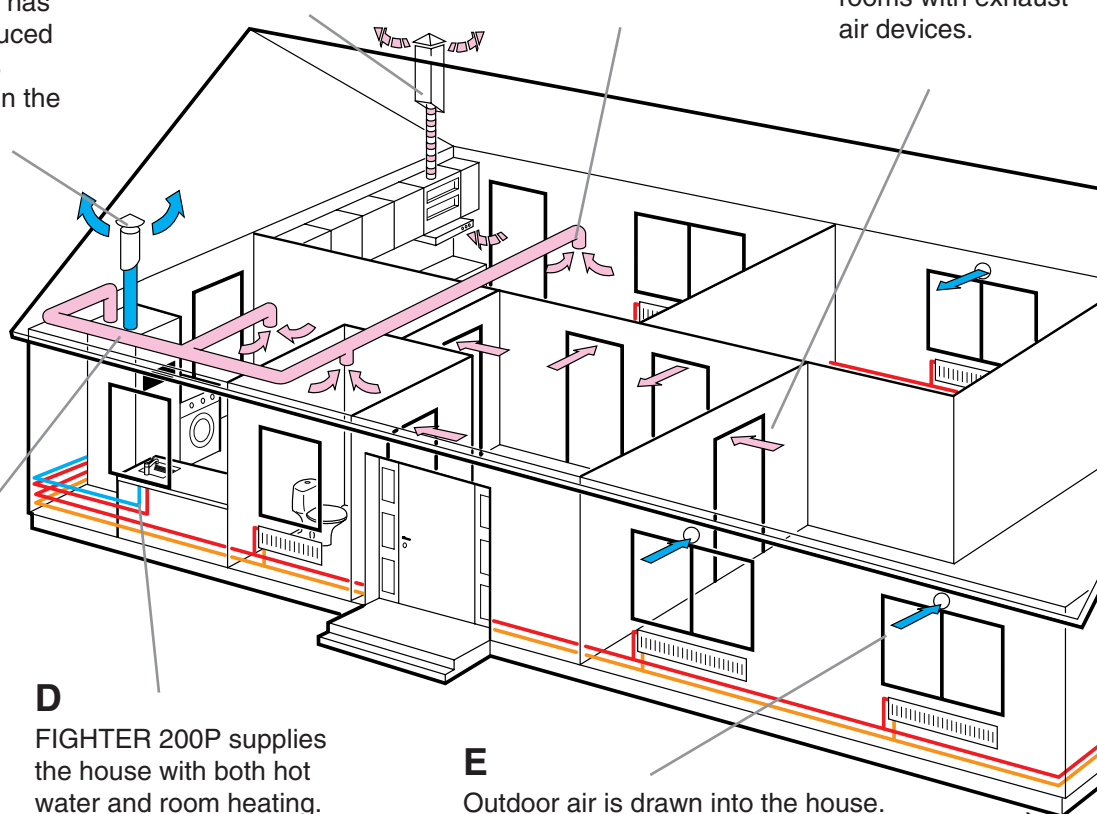 has
uced
n the
rooms with exhaust
air devices.
D
FIGHTER 200P supplies
the house with both hot
water and room heating.
E
Outdoor air is drawn into the house.